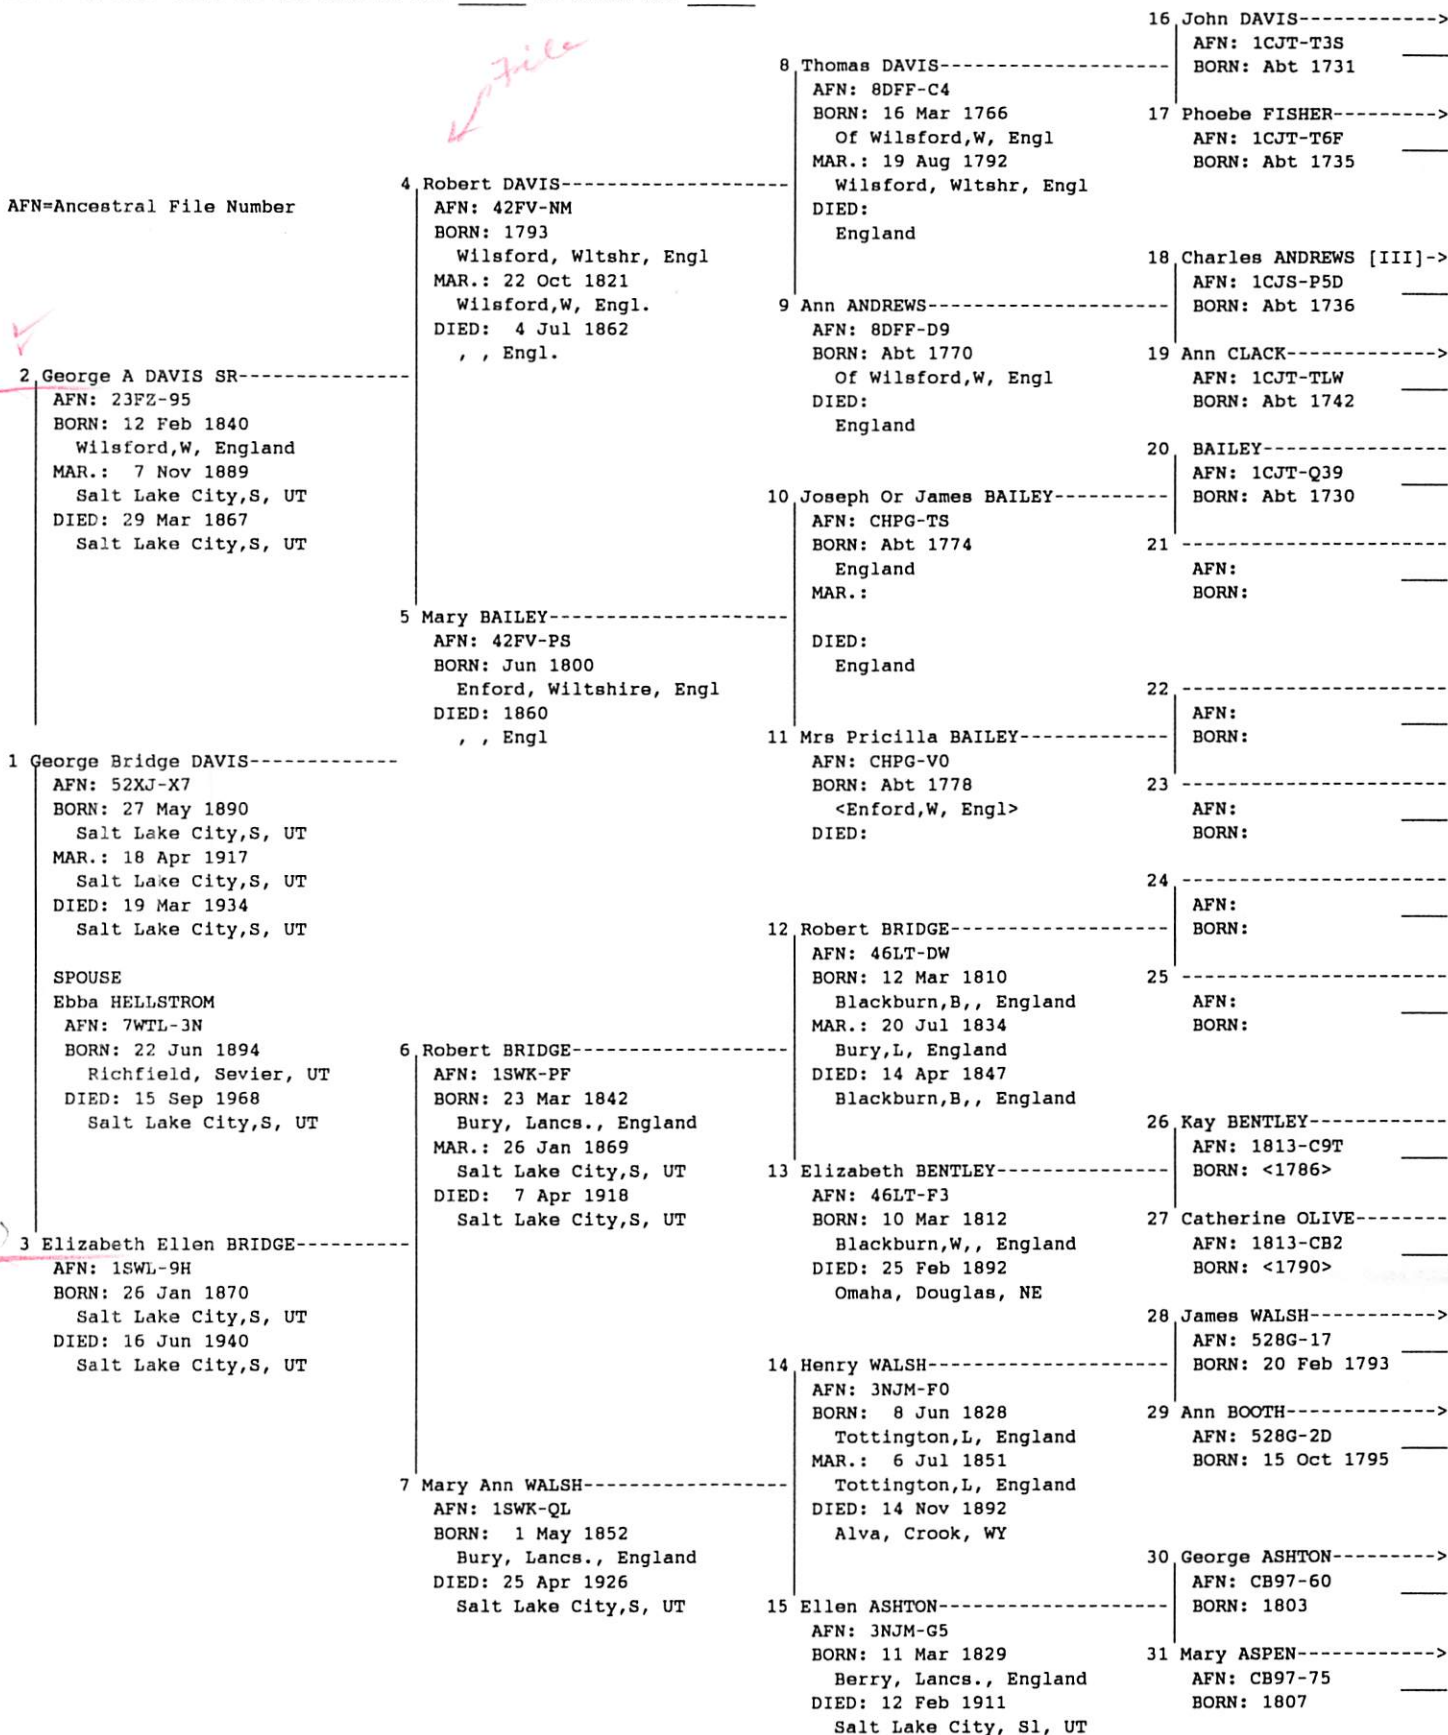 File
AFN=Ancestral File Number
1 George Bridge DAVIS-------------
AFN: 52XJ-X7
BORN: 27 May 1890
Salt Lake City,S, UT
MAR.: 18 Apr 1917
Salt Lake City,S, UT
DIED: 19 Mar 1934
Salt Lake City,S, UT
SPOUSE
Ebba HELLSTROM
AFN: 7WTL-3N
BORN: 22 Jun 1894
Richfield, Sevier, UT
DIED: 15 Sep 1968
Salt Lake City,S, UT
2 George A DAVIS SR---------------
AFN: 23FZ-95
BORN: 12 Feb 1840
Wilsford,W, England
MAR.: 7 Nov 1889
Salt Lake City,S, UT
DIED: 29 Mar 1867
Salt Lake City,S, UT
3 Elizabeth Ellen BRIDGE----------
AFN: 1SWL-9H
BORN: 26 Jan 1870
Salt Lake City,S, UT
DIED: 16 Jun 1940
Salt Lake City,S, UT
4 Robert DAVIS--------------------
AFN: 42FV-NM
BORN: 1793
Wilsford, Wltshr, Engl
MAR.: 22 Oct 1821
Wilsford,W, Engl.
DIED: 4 Jul 1862
, , Engl.
5 Mary BAILEY---------------------
AFN: 42FV-PS
BORN: Jun 1800
Enford, Wiltshire, Engl
DIED: 1860
, , Engl
6 Robert BRIDGE-------------------
AFN: 1SWK-PF
BORN: 23 Mar 1842
Bury, Lancs., England
MAR.: 26 Jan 1869
Salt Lake City,S, UT
DIED: 7 Apr 1918
Salt Lake City,S, UT
7 Mary Ann WALSH------------------
AFN: 1SWK-QL
BORN: 1 May 1852
Bury, Lancs., England
DIED: 25 Apr 1926
Salt Lake City,S, UT
8 Thomas DAVIS--------------------
AFN: 8DFF-C4
BORN: 16 Mar 1766
Of Wilsford,W, Engl
MAR.: 19 Aug 1792
Wilsford, Wltshr, Engl
DIED:
England
9 Ann ANDREWS---------------------
AFN: 8DFF-D9
BORN: Abt 1770
Of Wilsford,W, Engl
DIED:
England
10 Joseph Or James BAILEY----------
AFN: CHPG-TS
BORN: Abt 1774
England
MAR.:
DIED:
England
11 Mrs Pricilla BAILEY-------------
AFN: CHPG-V0
BORN: Abt 1778
<Enford,W, Engl>
DIED:
12 Robert BRIDGE-------------------
AFN: 46LT-DW
BORN: 12 Mar 1810
Blackburn,B,, England
MAR.: 20 Jul 1834
Bury,L, England
DIED: 14 Apr 1847
Blackburn,B,, England
13 Elizabeth BENTLEY---------------
AFN: 46LT-F3
BORN: 10 Mar 1812
Blackburn,W,, England
DIED: 25 Feb 1892
Omaha, Douglas, NE
14 Henry WALSH---------------------
AFN: 3NJM-F0
BORN: 8 Jun 1828
Tottington,L, England
MAR.: 6 Jul 1851
Tottington,L, England
DIED: 14 Nov 1892
Alva, Crook, WY
15 Ellen ASHTON--------------------
AFN: 3NJM-G5
BORN: 11 Mar 1829
Berry, Lancs., England
DIED: 12 Feb 1911
Salt Lake City, Sl, UT
16 John DAVIS------------>
AFN: 1CJT-T3S
BORN: Abt 1731
17 Phoebe FISHER--------->
AFN: 1CJT-T6F
BORN: Abt 1735
18 Charles ANDREWS [III]->
AFN: 1CJS-P5D
BORN: Abt 1736
19 Ann CLACK------------->
AFN: 1CJT-TLW
BORN: Abt 1742
20 BAILEY----------------
AFN: 1CJT-Q39
BORN: Abt 1730
21 -----------------------
AFN:
BORN:
22 -----------------------
AFN:
BORN:
23 -----------------------
AFN:
BORN:
24 -----------------------
AFN:
BORN:
25 -----------------------
AFN:
BORN:
26 Kay BENTLEY------------
AFN: 1813-C9T
BORN: <1786>
27 Catherine OLIVE--------
AFN: 1813-CB2
BORN: <1790>
28 James WALSH----------->
AFN: 528G-17
BORN: 20 Feb 1793
29 Ann BOOTH------------->
AFN: 528G-2D
BORN: 15 Oct 1795
30 George ASHTON--------->
AFN: CB97-60
BORN: 1803
31 Mary ASPEN------------>
AFN: CB97-75
BORN: 1807